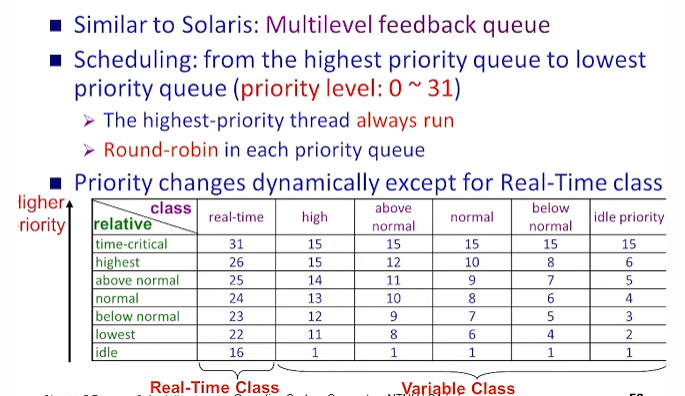 Similar to Solaris: Multilevel feedback queue
Scheduling: from the highest priority queue to lowest
priority queue (priority level: 0 ~ 31)
The highest-priority thread always run
Round-robin in each priority queue
Priority changes dynamically except for Real-Time class
class relative real-time high above normal normal below normal idle priority
time-critical 31 15 15 15 15 15
highest 26 15 12 10 8 6
above normal 25 14 11 9 7 5
normal 24 13 10 8 6 4
below normal 23 12 9 7 5 3
lowest 22 11 8 6 4 2
idle 16 1 1 1 1 1
Real-Time Class Variable Class